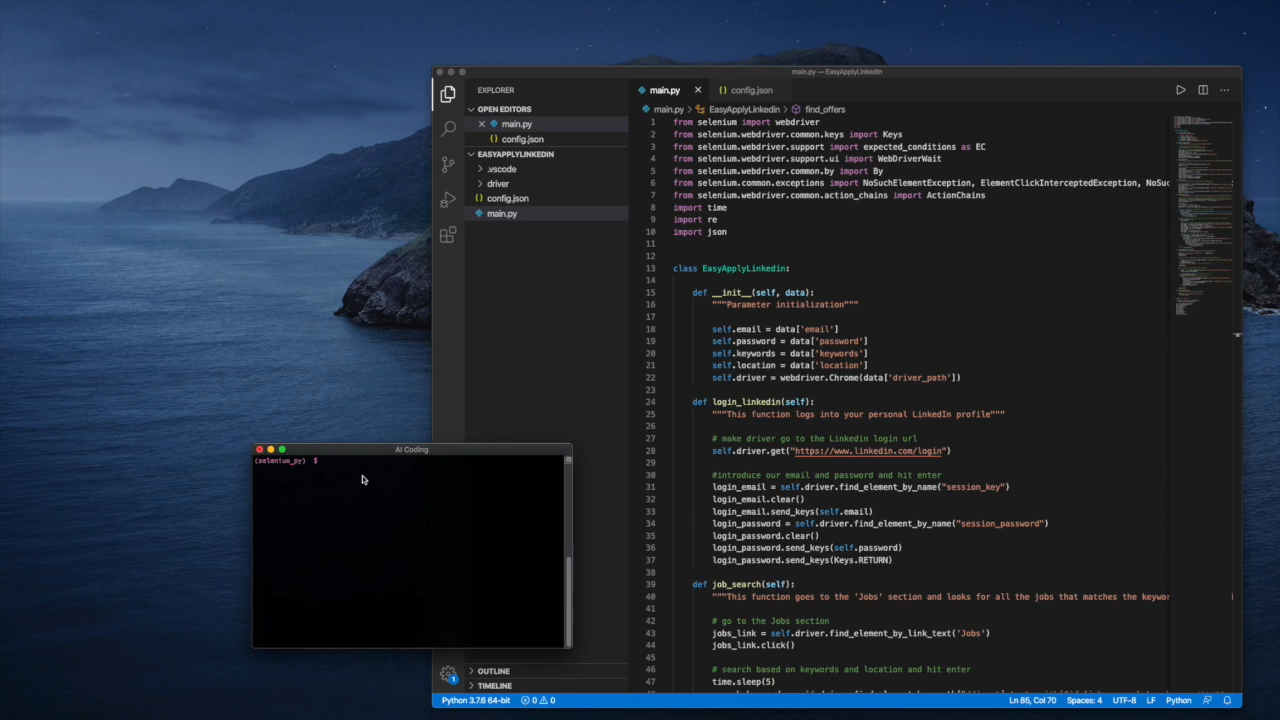 main.py — EasyApplyLinkedIn
EXPLORER
OPEN EDITORS
main.py
config.json
EASYAPPLYLINKEDIN
.vscode
driver
config.json
main.py
OUTLINE
TIMELINE
main.py
config.json
main.py > EasyApplyLinkedin > find_offers
1 from selenium import webdriver
2 from selenium.webdriver.common.keys import Keys
3 from selenium.webdriver.support import expected_conditions as EC
4 from selenium.webdriver.support.ui import WebDriverWait
5 from selenium.webdriver.common.by import By
6 from selenium.common.exceptions import NoSuchElementException, ElementClickInterceptedException, NoSuc
7 from selenium.webdriver.common.action_chains import ActionChains
8 import time
9 import re
10 import json
11
12
13 class EasyApplyLinkedin:
14
15 def __init__(self, data):
16 """Parameter initialization"""
17
18 self.email = data['email']
19 self.password = data['password']
20 self.keywords = data['keywords']
21 self.location = data['location']
22 self.driver = webdriver.Chrome(data['driver_path'])
23
24 def login_linkedin(self):
25 """This function logs into your personal LinkedIn profile"""
26
27 # make driver go to the Linkedin login url
28 self.driver.get("https://www.linkedin.com/login")
29
30 #introduce our email and password and hit enter
31 login_email = self.driver.find_element_by_name("session_key")
32 login_email.clear()
33 login_email.send_keys(self.email)
34 login_password = self.driver.find_element_by_name("session_password")
35 login_password.clear()
36 login_password.send_keys(self.password)
37 login_password.send_keys(Keys.RETURN)
38
39 def job_search(self):
40 """This function goes to the 'Jobs' section and looks for all the jobs that matches the keywor
41
42 # go to the Jobs section
43 jobs_link = self.driver.find_element_by_link_text('Jobs')
44 jobs_link.click()
45
46 # search based on keywords and location and hit enter
47 time.sleep(5)
AI Coding
(selenium_py) $
1
Python 3.7.6 64-bit 0 0
Ln 85, Col 70 Spaces: 4 UTF-8 LF Python